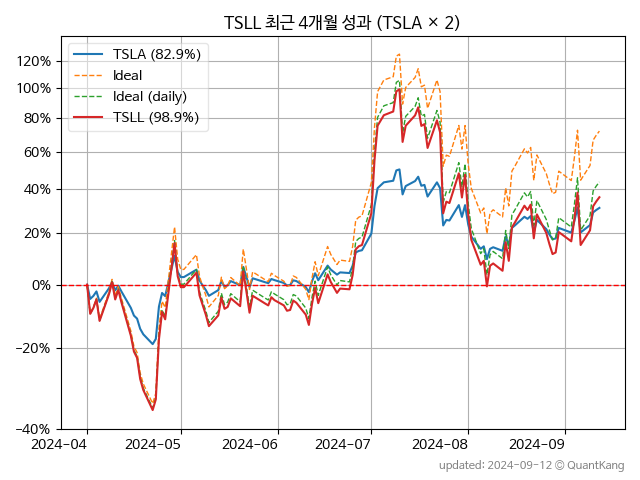 TSLL 최근 4개월 성과 (TSLA × 2)
TSLA (82.9%)
Ideal
Ideal (daily)
TSLL (98.9%)
120%
100%
80%
60%
40%
20%
0%
−20%
−40%
2024−04
2024−05
2024−06
2024−07
2024−08
2024−09
updated: 2024−09−12 © QuantKang